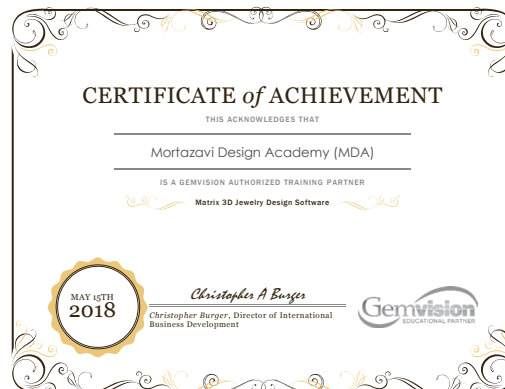 CERTIFICATE of ACHIEVEMENT
THIS ACKNOWLEDGES THAT
Mortazavi Design Academy (MDA)
IS A GEMVISION AUTHORIZED TRAINING PARTNER
Matrix 3D Jewelry Design Software
MAY 15TH
2018
Christopher A Burger
Christopher Burger, Director of International
Business Development
Gemvision
EDUCATIONAL PARTNER